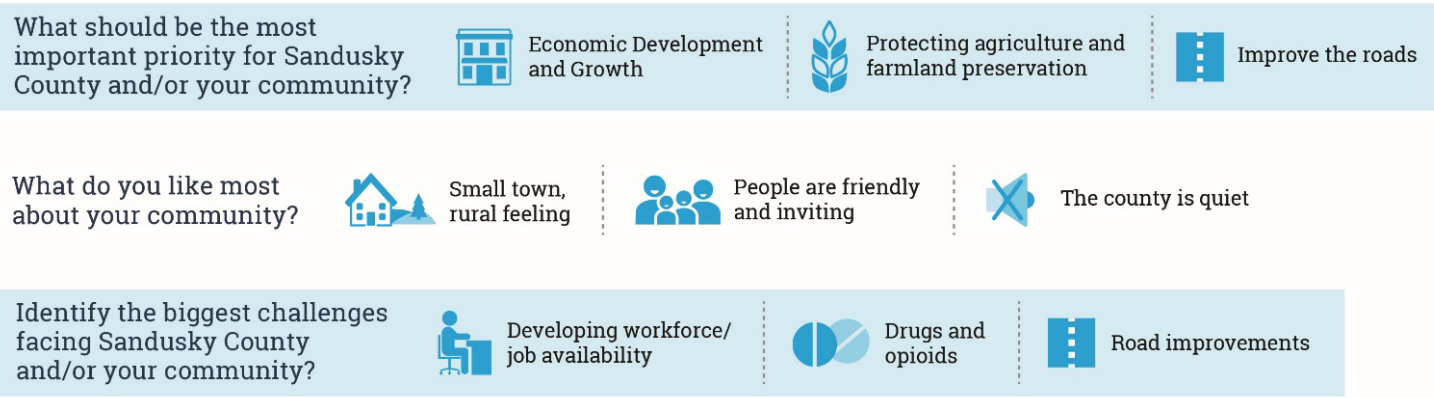 What should be the most
important priority for Sandusky
County and/or your community?
Economic Development
and Growth
Protecting agriculture and
farmland preservation
Improve the roads
What do you like most
about your community?
Small town,
rural feeling
People are friendly
and inviting
The county is quiet
Identify the biggest challenges
facing Sandusky County
and/or your community?
Developing workforce/
job availability
Drugs and
opioids
Road improvements